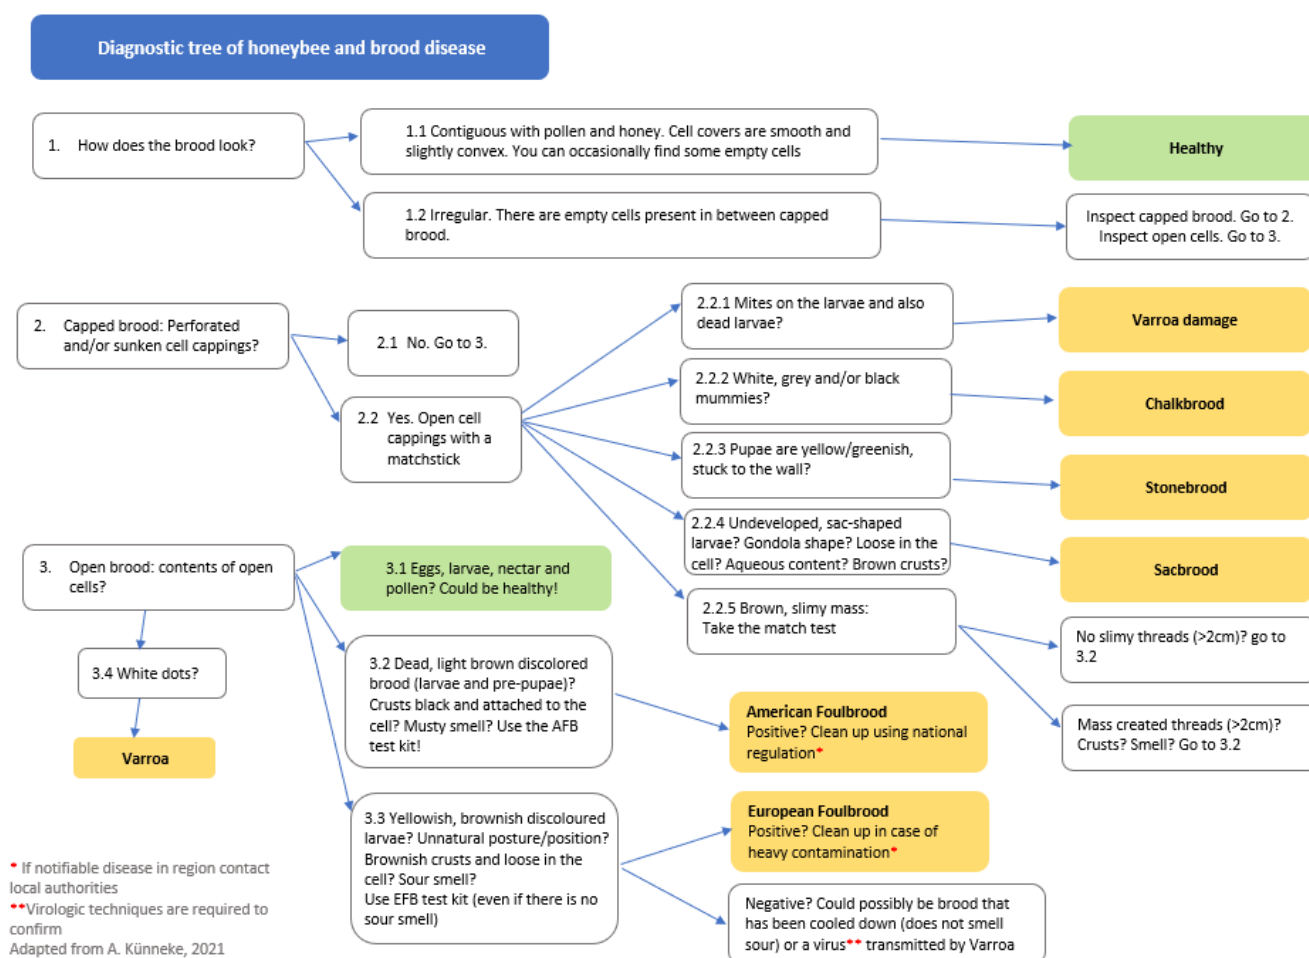 Diagnostic tree of honeybee and brood disease
1. How does the brood look?
1.1 Contiguous with pollen and honey. Cell covers are smooth and
slightly convex. You can occasionally find some empty cells
Healthy
1.2 Irregular. There are empty cells present in between capped
brood.
Inspect capped brood. Go to 2.
Inspect open cells. Go to 3.
2. Capped brood: Perforated
and/or sunken cell cappings?
2.1 No. Go to 3.
2.2 Yes. Open cell
cappings with a
matchstick
2.2.1 Mites on the larvae and also
dead larvae?
Varroa damage
2.2.2 White, grey and/or black
mummies?
Chalkbrood
2.2.3 Pupae are yellow/greenish,
stuck to the wall?
Stonebrood
2.2.4 Undeveloped, sac-shaped
larvae? Gondola shape? Loose in the
cell? Aqueous content? Brown crusts?
Sacbrood
2.2.5 Brown, slimy mass:
Take the match test
No slimy threads (>2cm)? go to
3.2
Mass created threads (>2cm)?
Crusts? Smell? Go to 3.2
3. Open brood: contents of open
cells?
3.1 Eggs, larvae, nectar and
pollen? Could be healthy!
3.2 Dead, light brown discolored
brood (larvae and pre-pupae)?
Crusts black and attached to the
cell? Musty smell? Use the AFB
test kit!
American Foulbrood
Positive? Clean up using national
regulation*
3.3 Yellowish, brownish discoloured
larvae? Unnatural posture/position?
Brownish crusts and loose in the
cell? Sour smell?
Use EFB test kit (even if there is no
sour smell)
European Foulbrood
Positive? Clean up in case of
heavy contamination*
Negative? Could possibly be brood that
has been cooled down (does not smell
sour) or a virus** transmitted by Varroa
3.4 White dots?
Varroa
* If notifiable disease in region contact
local authorities
**Virologic techniques are required to
confirm
Adapted from A. Künneke, 2021